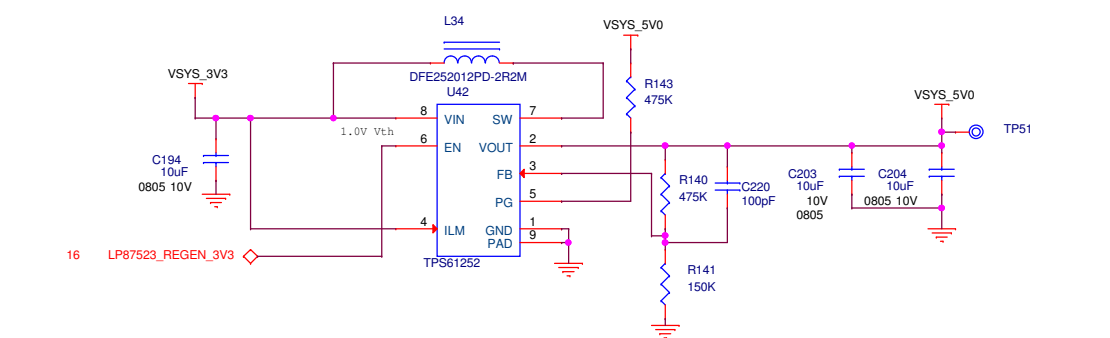 L34
VSYS_5V0
VSYS_3V3
DFE252012PD-2R2M
U42
R143
475K
VSYS_5V0
8 VIN SW 7
1.0V Vth
TP51
6 EN VOUT 2
C194
10uF
0805 10V
FB 3
R140
475K
C220
100pF
C203
10uF
10V
0805
C204
10uF
0805 10V
PG 5
4 ILM GND 1
PAD 9
16 LP87523_REGEN_3V3
TPS61252
R141
150K